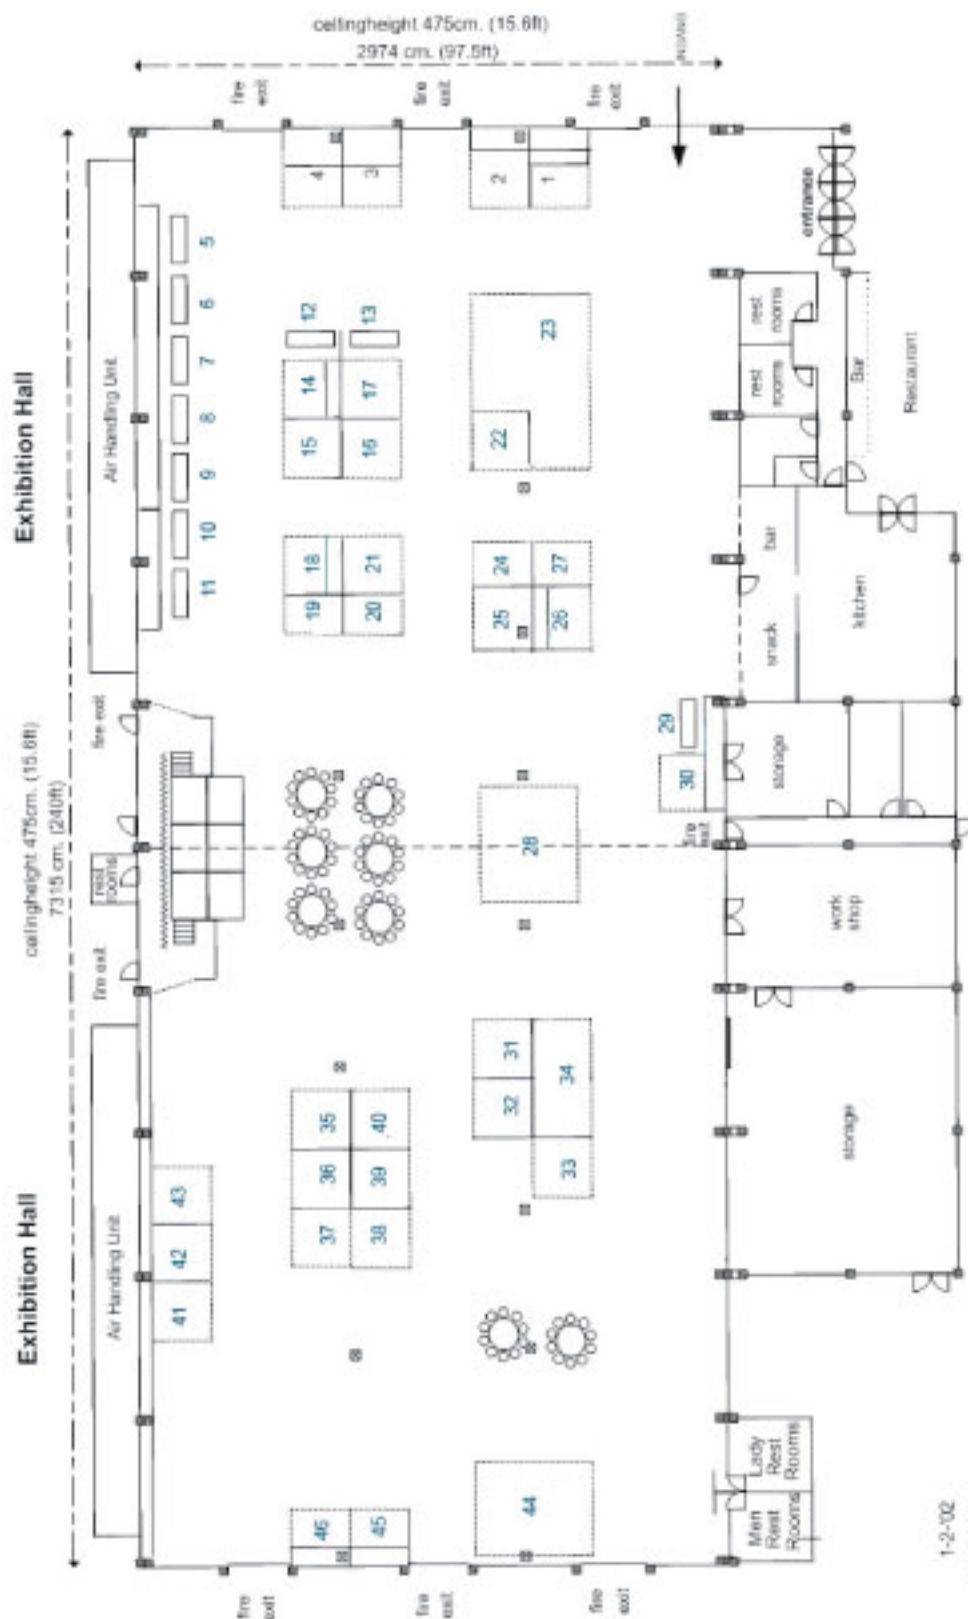 ceilingheight 475cm. (15.6ft)
2974 cm. (97.5ft)
fire
exit
fire
exit
fire
exit
Exhibition Hall
Exhibition Hall
ceilingheight 475cm. (15.6ft)
7315 cm. (240ft)
Air Handling Unit
Air Handling Unit
fire exit
rest
rooms
fire exit
entrance
rest
rooms
rest
rooms
Bar
Restaurant
snack
bar
kitchen
storage
fire
exit
work
shop
storage
Lady
Rest
Rooms
Men
Rest
Rooms
fire
exit
fire
exit
fire
exit
1
2
3
4
5
6
7
8
9
10
11
12
13
14
15
16
17
18
19
20
21
22
23
24
25
26
27
28
29
30
31
32
33
34
35
36
37
38
39
40
41
42
43
44
45
46
1-2-'02